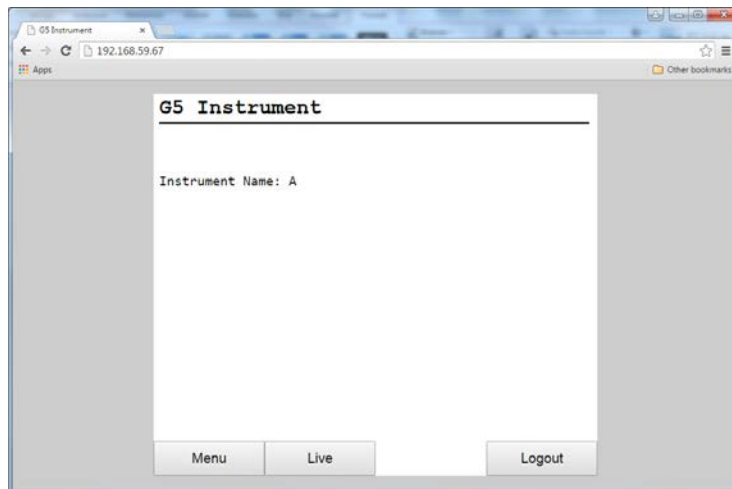 G5 Instrument
192.168.59.67
Apps
Other bookmarks
G5 Instrument
Instrument Name: A
Menu
Live
Logout